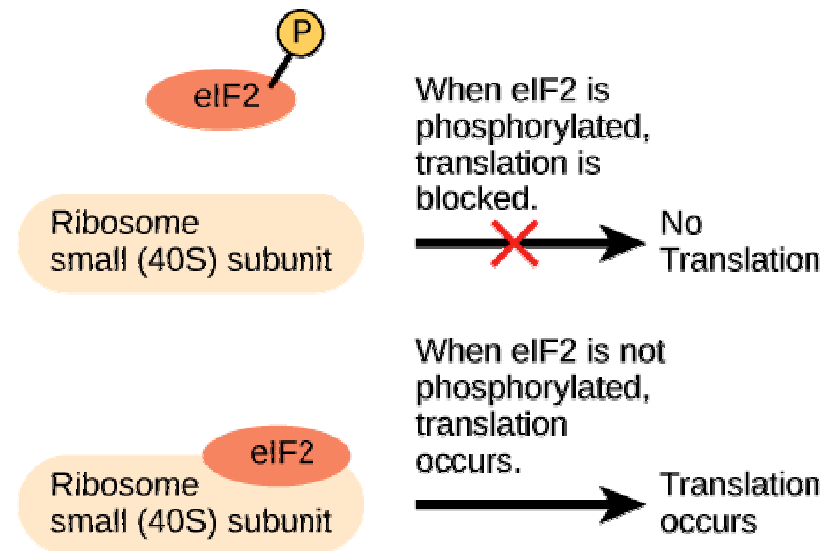 P
eIF2
When eIF2 is
phosphorylated,
translation is
blocked.
Ribosome
small (40S) subunit
No
Translation
When eIF2 is not
phosphorylated,
translation
occurs.
eIF2
Ribosome
small (40S) subunit
Translation
occurs